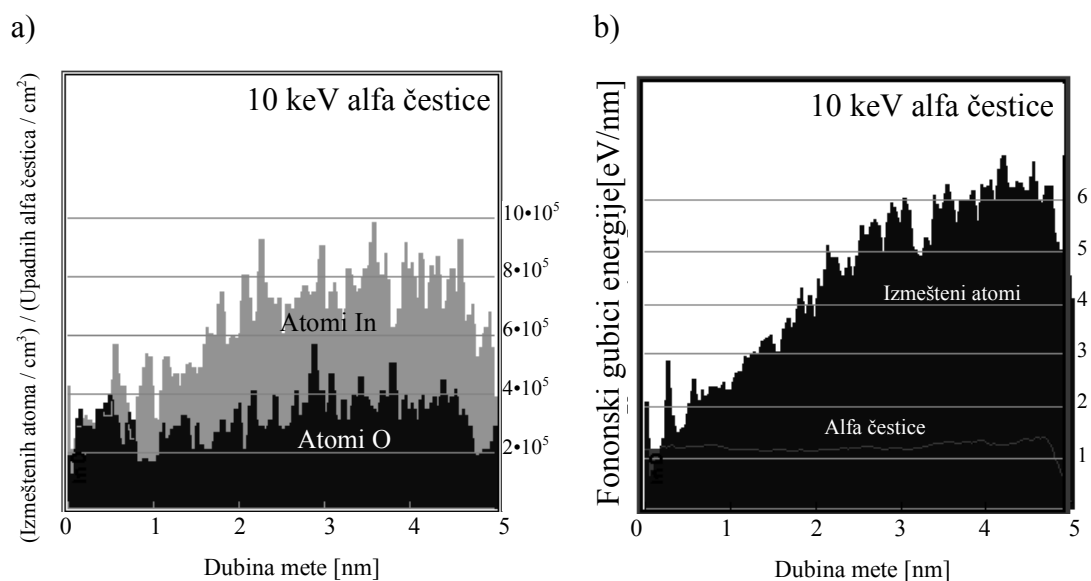 a)
(Izmeštenih atoma / cm³) / (Upadnih alfa čestica / cm²)
10 keV alfa čestice
10•10⁵
8•10⁵
6•10⁵
4•10⁵
2•10⁵
Atomi In
Atomi O
0 1 2 3 4 5
Dubina mete [nm]
b)
Fononski gubici energije[eV/nm]
10 keV alfa čestice
6
5
4
3
2
1
Izmešteni atomi
Alfa čestice
0 1 2 3 4 5
Dubina mete [nm]